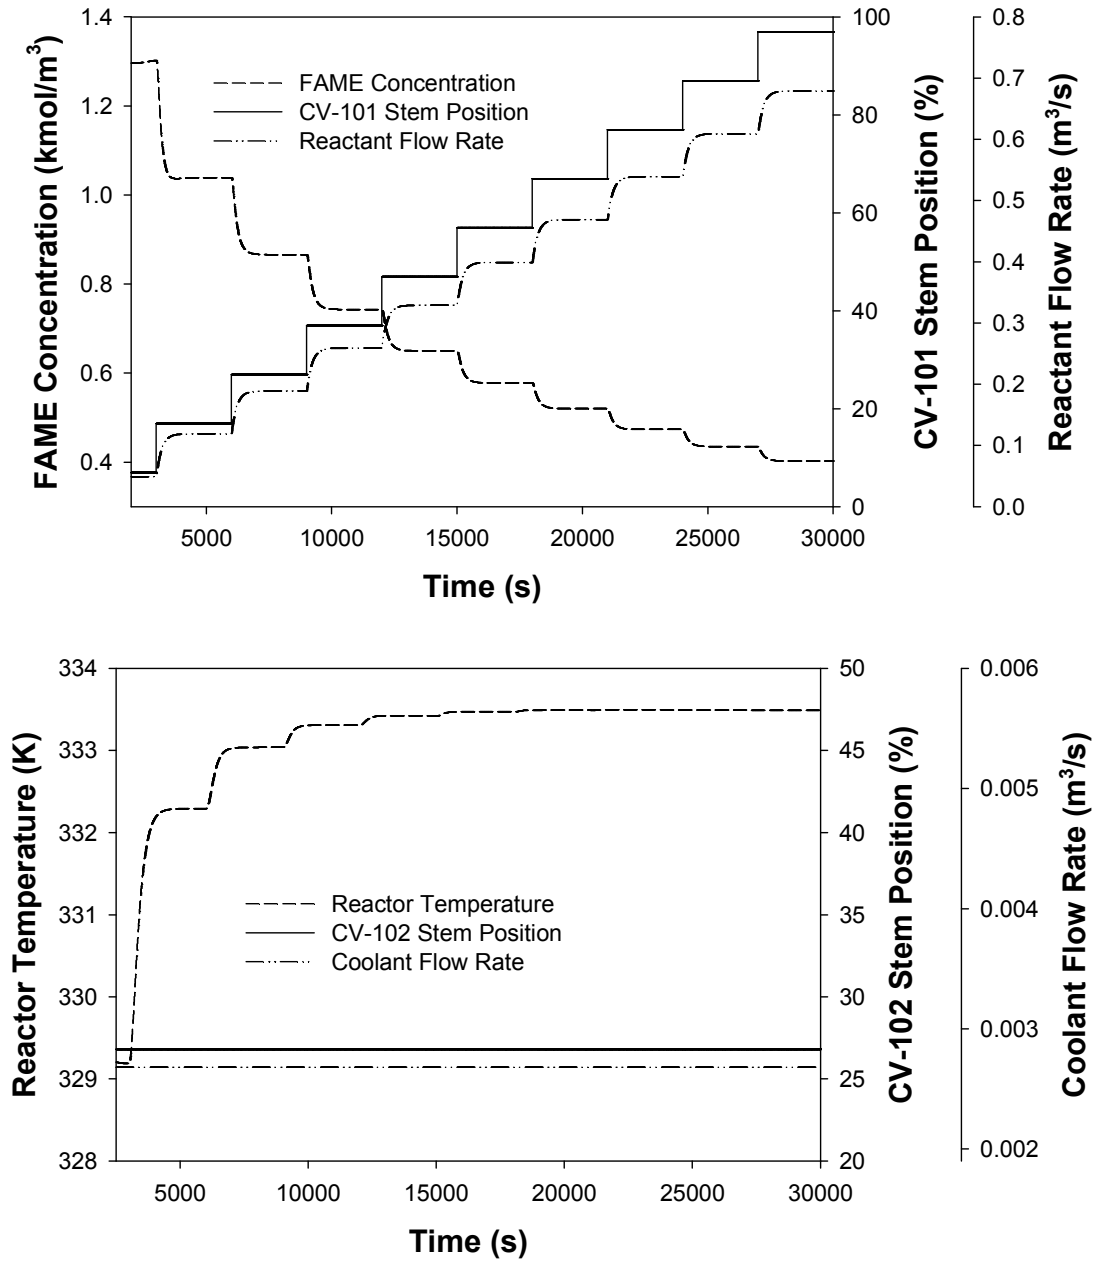 FAME Concentration (kmol/m³)
1.4
1.2
1.0
0.8
0.6
0.4
FAME Concentration
CV-101 Stem Position
Reactant Flow Rate
100
80
60
40
20
0
CV-101 Stem Position (%)
0.8
0.7
0.6
0.5
0.4
0.3
0.2
0.1
0.0
Reactant Flow Rate (m³/s)
5000 10000 15000 20000 25000 30000
Time (s)
Reactor Temperature (K)
334
333
332
331
330
329
328
Reactor Temperature
CV-102 Stem Position
Coolant Flow Rate
50
45
40
35
30
25
20
CV-102 Stem Position (%)
0.006
0.005
0.004
0.003
0.002
Coolant Flow Rate (m³/s)
5000 10000 15000 20000 25000 30000
Time (s)